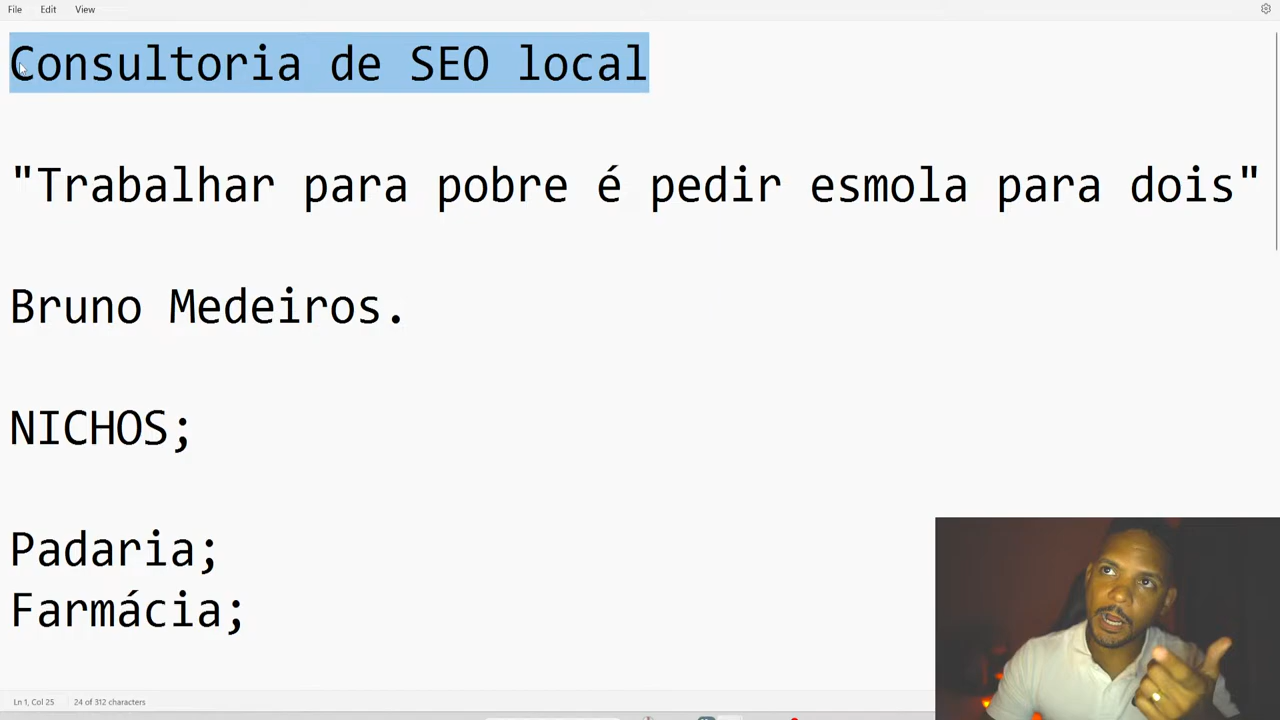 File Edit View
Consultoria de SEO local
"Trabalhar para pobre é pedir esmola para dois"
Bruno Medeiros.
NICHOS;
Padaria;
Farmácia;
Ln 1, Col 25 24 of 312 characters